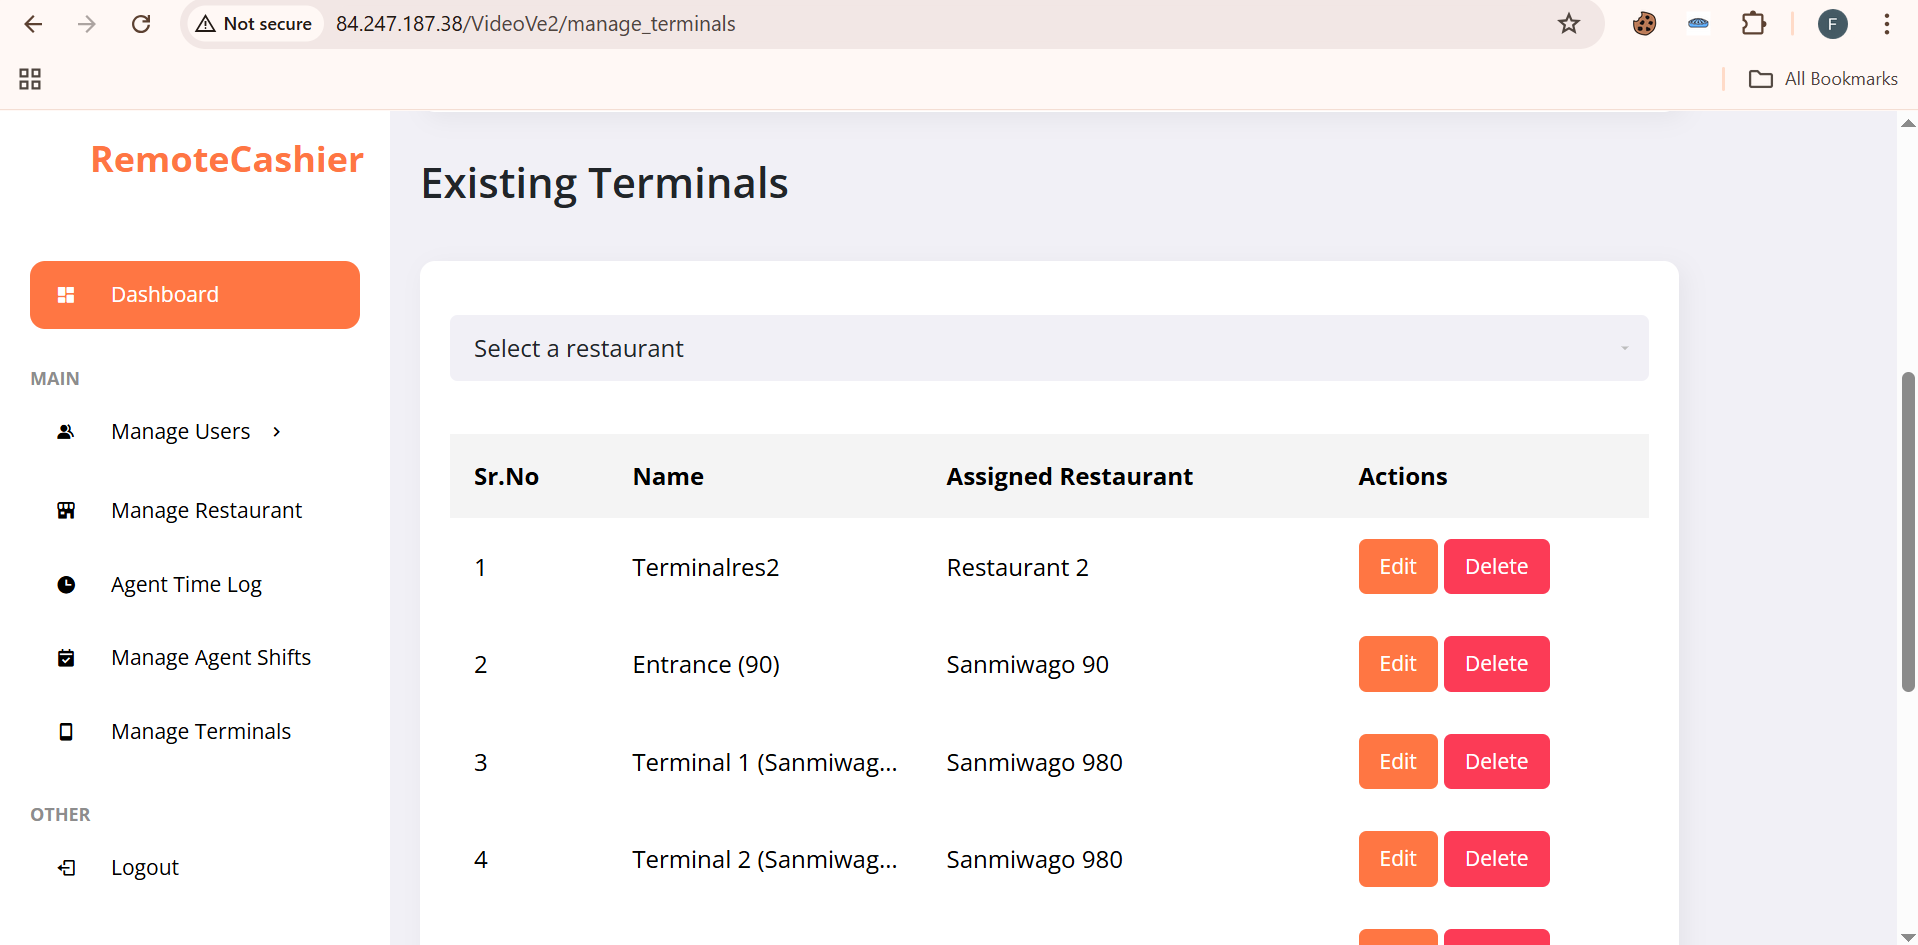 Not secure 84.247.187.38/VideoVe2/manage_terminals F
All Bookmarks
RemoteCashier
Dashboard
MAIN
Manage Users
Manage Restaurant
Agent Time Log
Manage Agent Shifts
Manage Terminals
OTHER
Logout
Existing Terminals
Select a restaurant
Sr.No Name Assigned Restaurant Actions
1 Terminalres2 Restaurant 2 Edit Delete
2 Entrance (90) Sanmiwago 90 Edit Delete
3 Terminal 1 (Sanmiwag... Sanmiwago 980 Edit Delete
4 Terminal 2 (Sanmiwag... Sanmiwago 980 Edit Delete